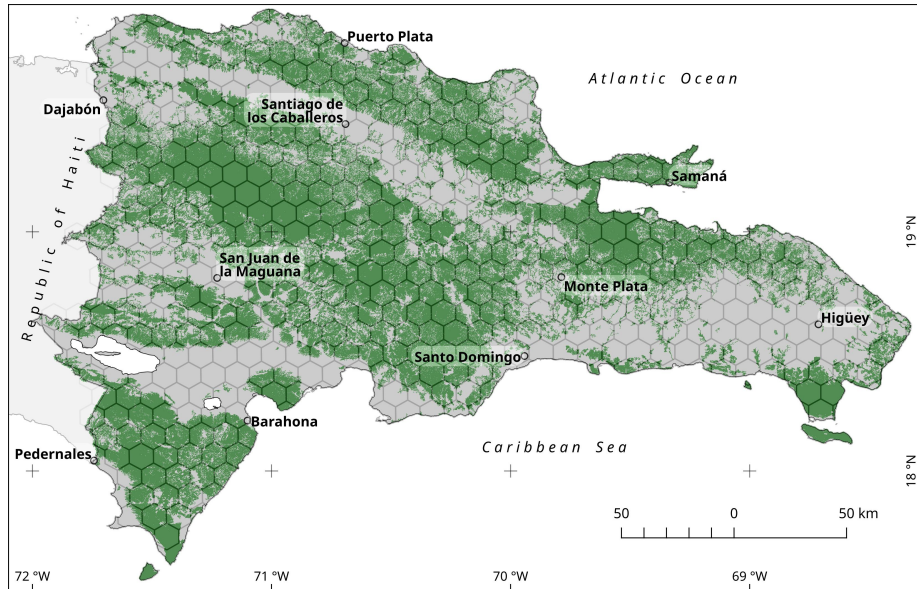 Puerto Plata
Atlantic Ocean
Santiago de
los Caballeros
Dajabón
Republic of Haiti
Samaná
19 °N
San Juan de
la Maguana
Monte Plata
Higüey
Santo Domingo
Barahona
Caribbean Sea
Pedernales
18 °N
50 0 50 km
72 °W 71 °W 70 °W 69 °W